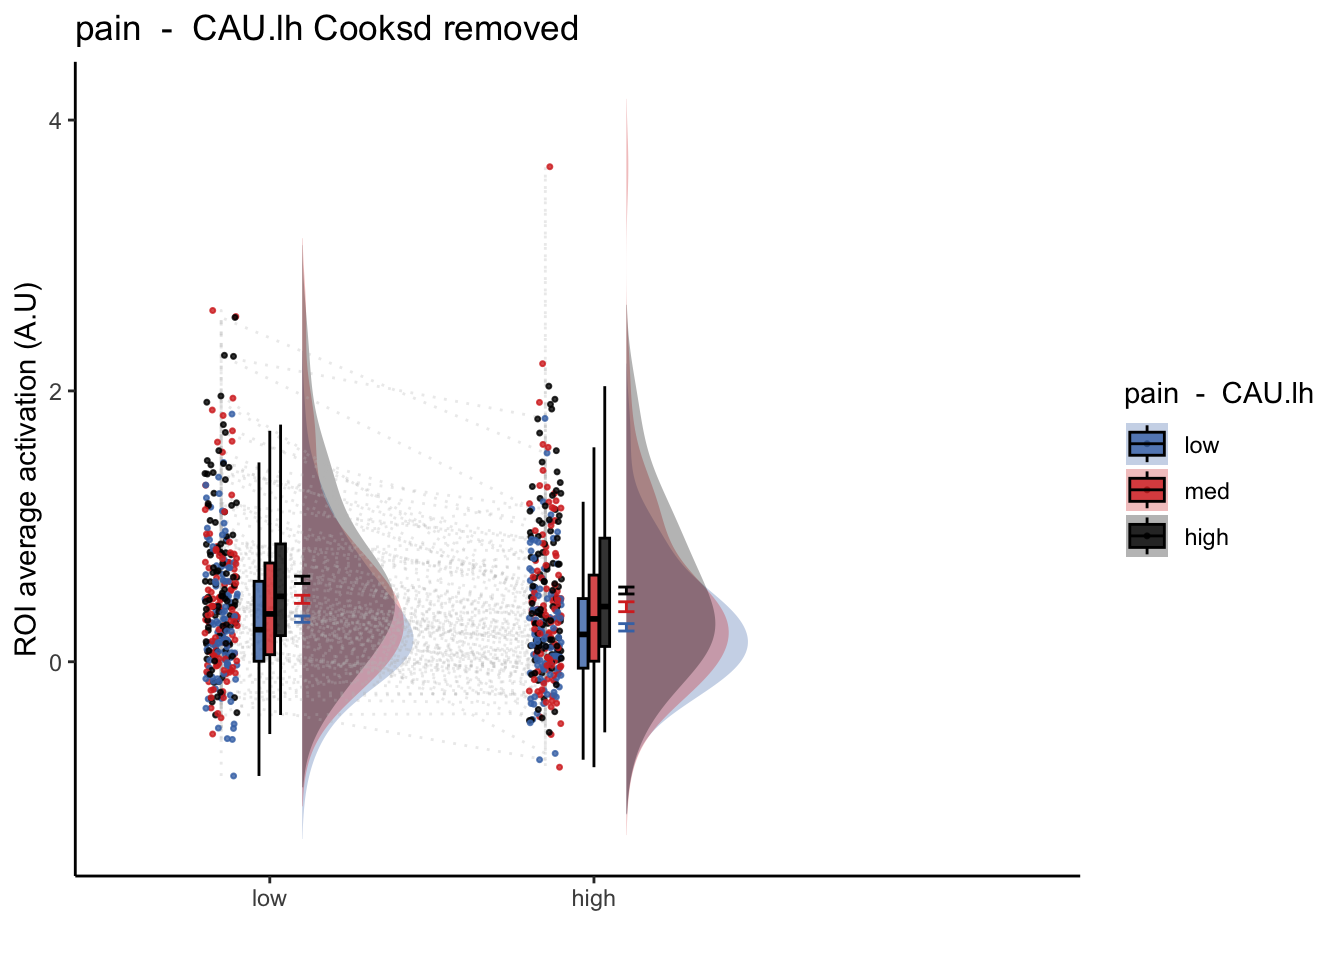 pain  -  CAU.lh Cooksd removed
ROI average activation (A.U)
4
2
0
low
high
pain  -  CAU.lh
low
med
high